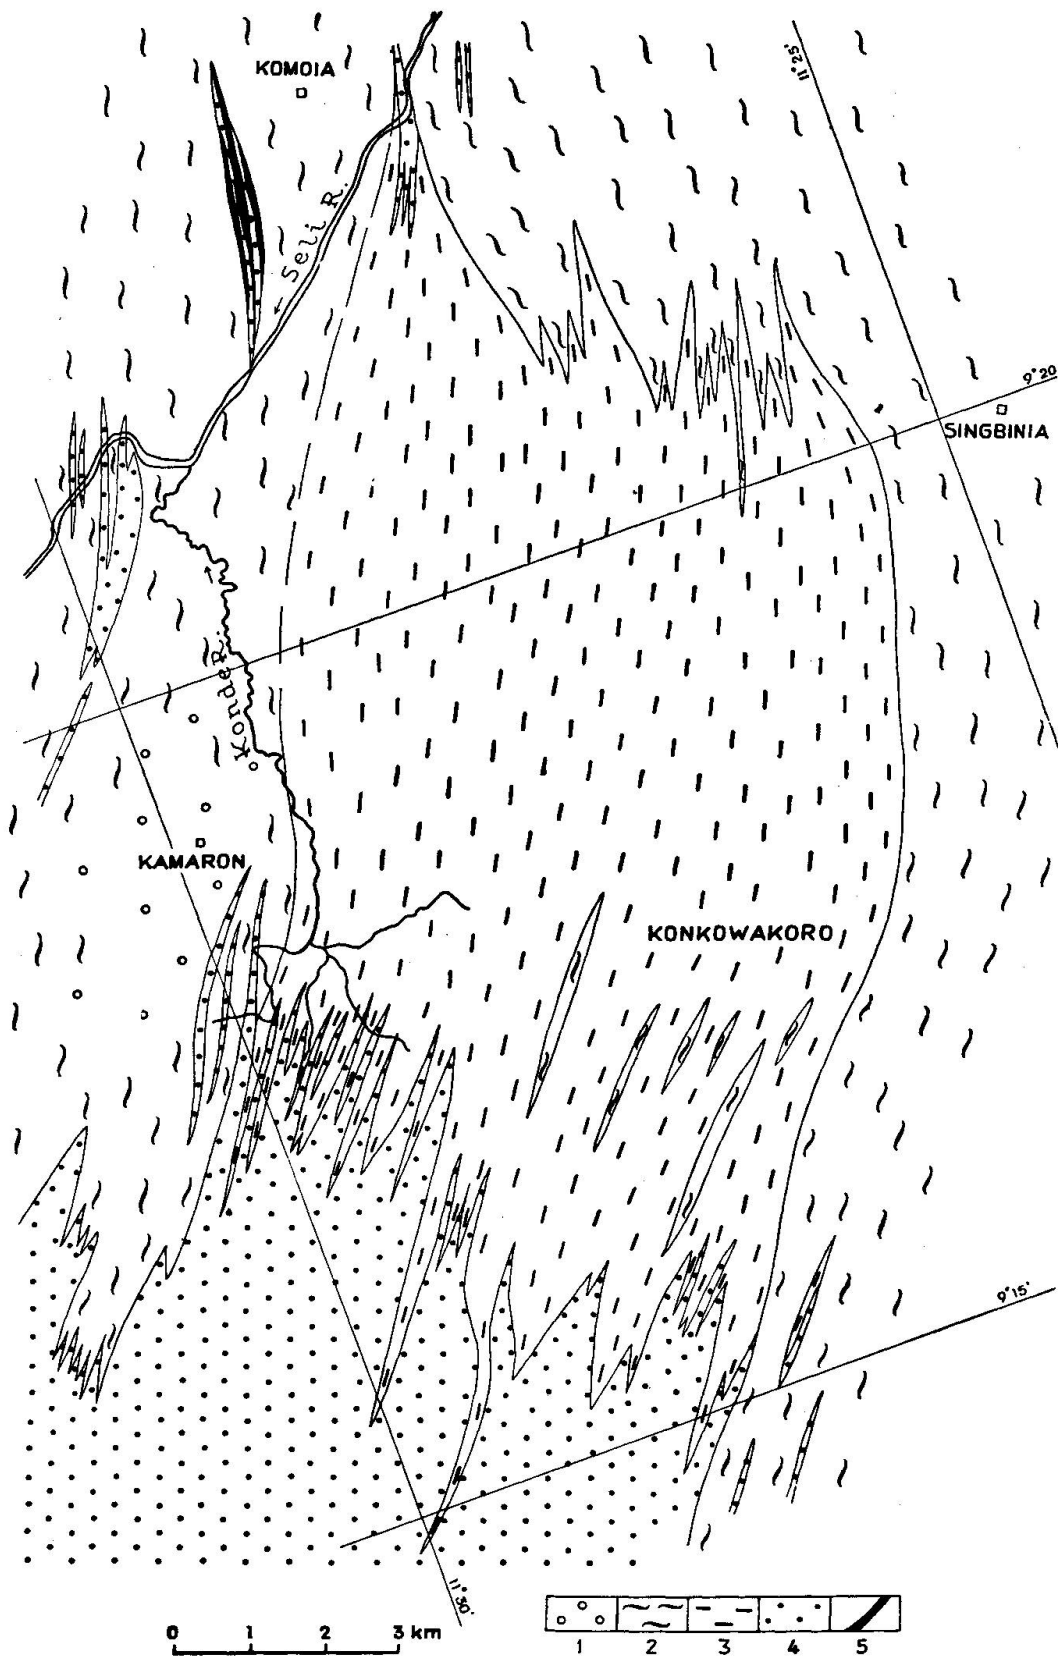 KOMOIA
11° 25'
← Seli R.
9° 20
SINGBINIA
Konde R.
KAMARON
KONKOWAKORO
9° 15'
11° 30'
0 1 2 3 km
1 2 3 4 5